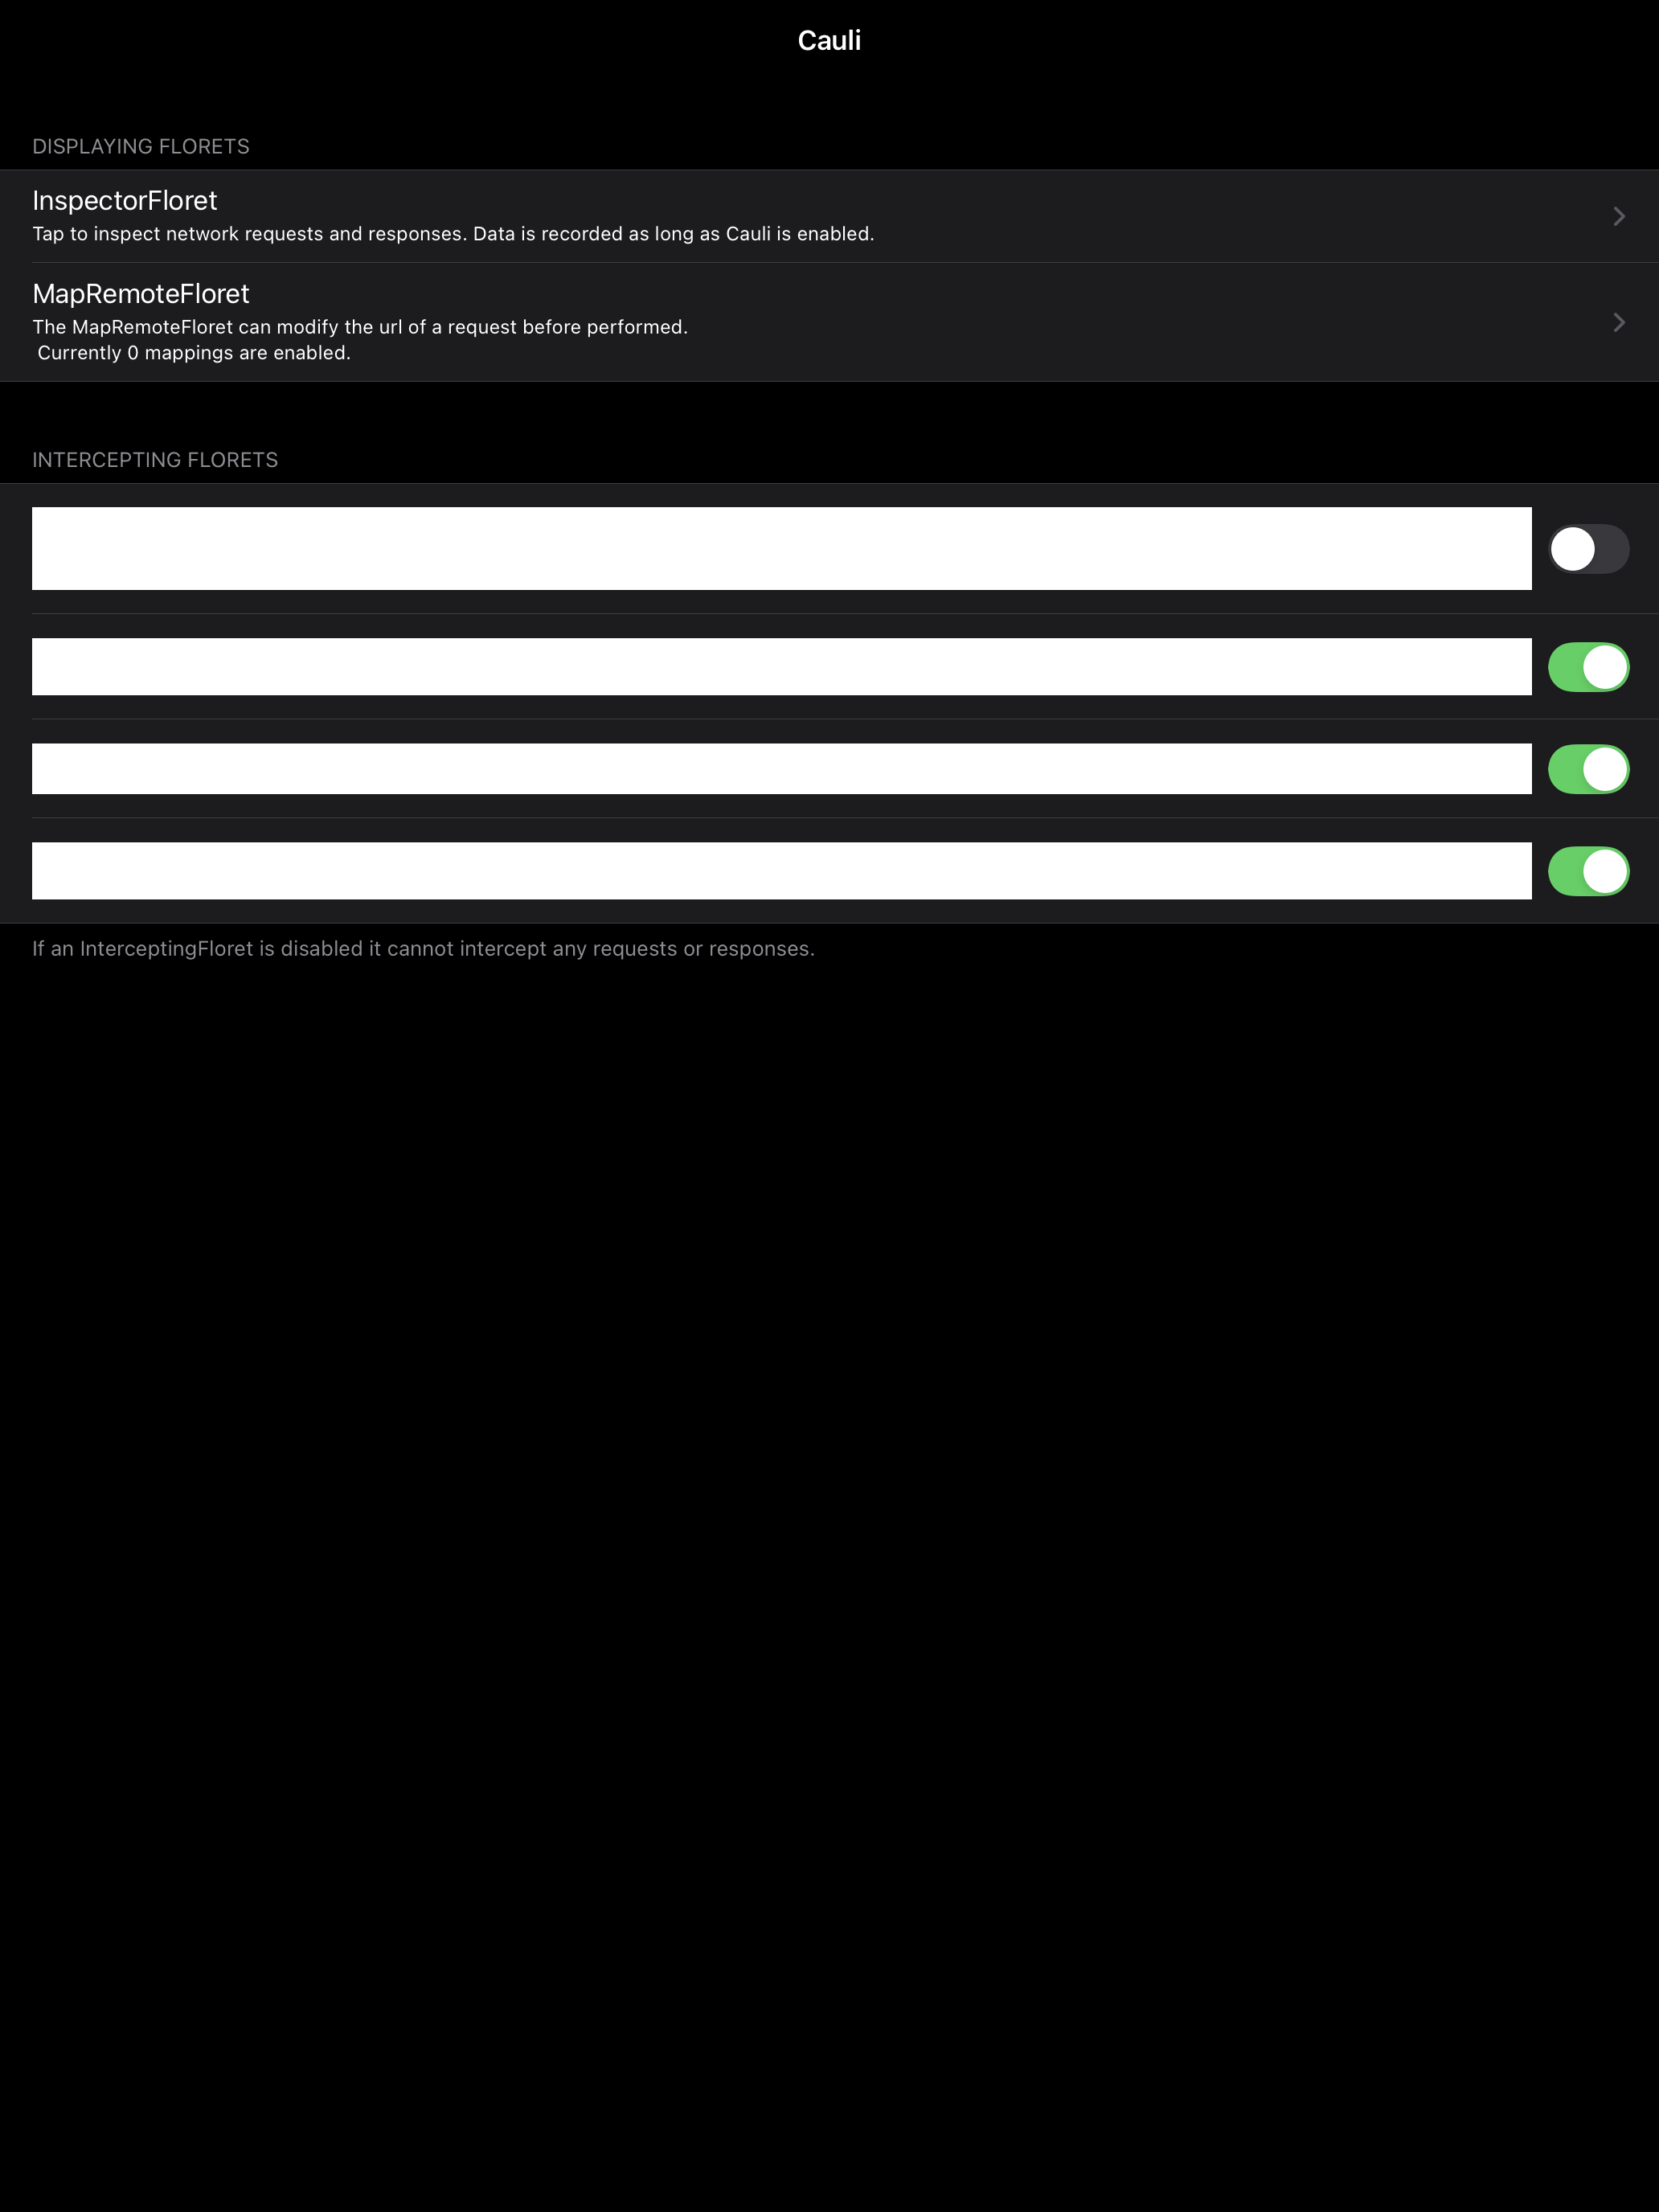 Cauli
DISPLAYING FLORETS
InspectorFloret
Tap to inspect network requests and responses. Data is recorded as long as Cauli is enabled.
MapRemoteFloret
The MapRemoteFloret can modify the url of a request before performed.
Currently 0 mappings are enabled.
INTERCEPTING FLORETS
If an InterceptingFloret is disabled it cannot intercept any requests or responses.